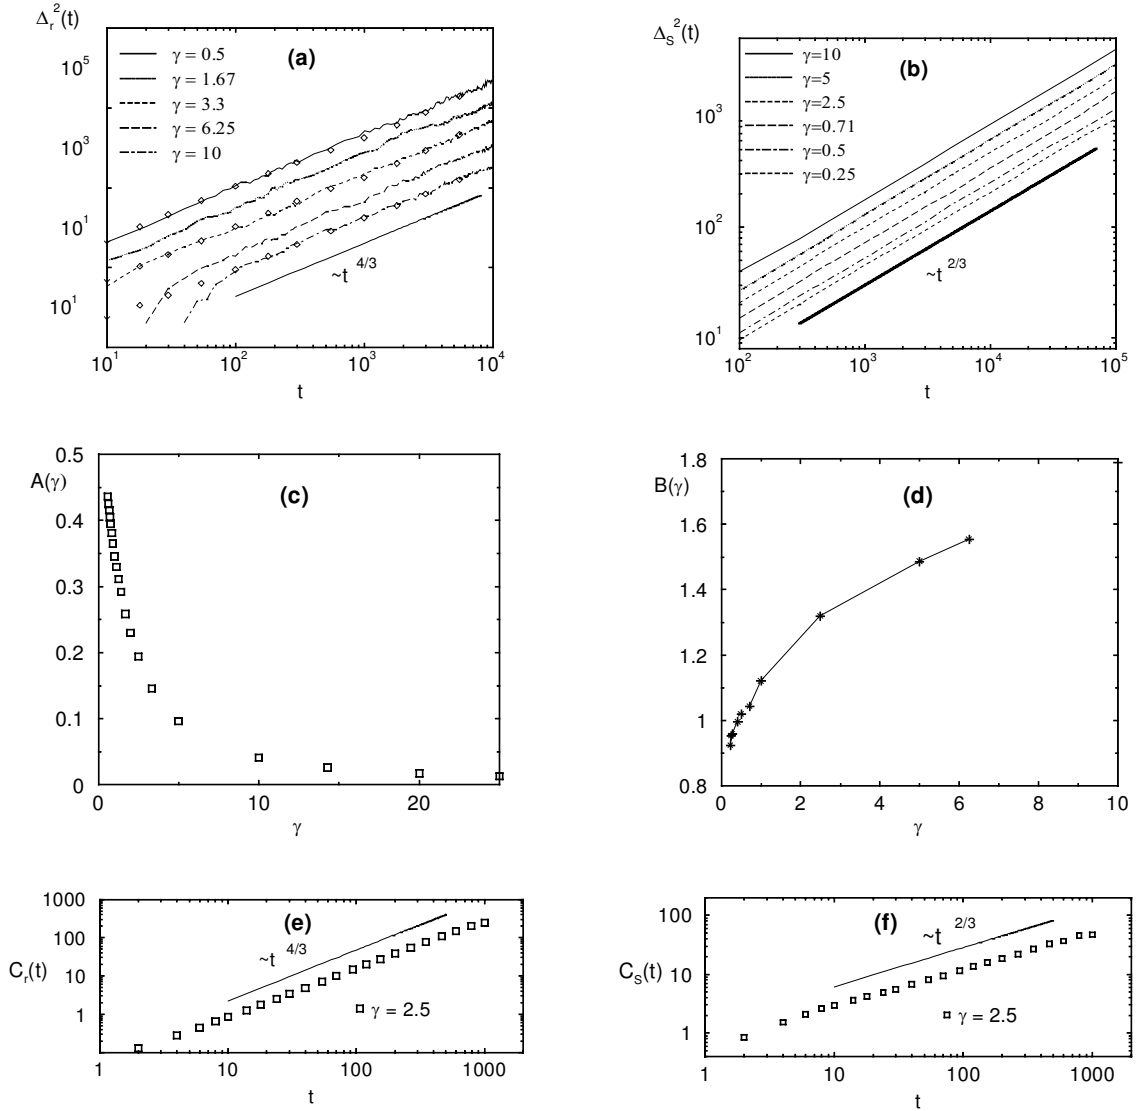 Δr²(t)
(a)
γ = 0.5
γ = 1.67
γ = 3.3
γ = 6.25
γ = 10
10⁵
10³
10¹
10¹
~t 4/3
10¹ 10² 10³ 10⁴
t
ΔS²(t)
(b)
γ=10
γ=5
γ=2.5
γ=0.71
γ=0.5
γ=0.25
10³
10²
10¹
~t 2/3
10² 10³ 10⁴ 10⁵
t
A(γ)
(c)
0.5
0.4
0.3
0.2
0.1
0
0 10 20
γ
B(γ)
(d)
1.8
1.6
1.4
1.2
1
0.8
0 2 4 6 8 10
γ
Cr(t)
(e)
1000
100
10
1
~t 4/3
γ = 2.5
1 10 100 1000
t
CS(t)
(f)
100
10
1
~t 2/3
γ = 2.5
1 10 100 1000
t